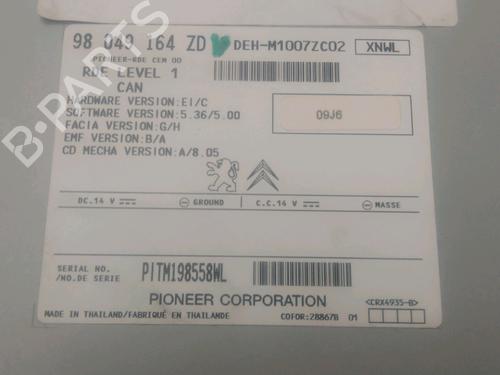 98 040 164 ZD DEH-M1007ZC02 XNWL
PIONEER-RDE CEM 00
RDE LEVEL 1
CAN
HARDWARE VERSION:EI/C
SOFTWARE VERSION:5.36/5.00
FACIA VERSION:G/H
EMF VERSION:B/A
CD MECHA VERSION:A/8.05
09J6
DC.14 V GROUND C.C.14 V MASSE
SERIAL NO.
/NO.DE SERIE
PITM198558WL
PIONEER CORPORATION
<CRX4935-B>
MADE IN THAILAND/FABRIQUÉ EN THAILANDE
COFOR:28867B 01
B-PARTS